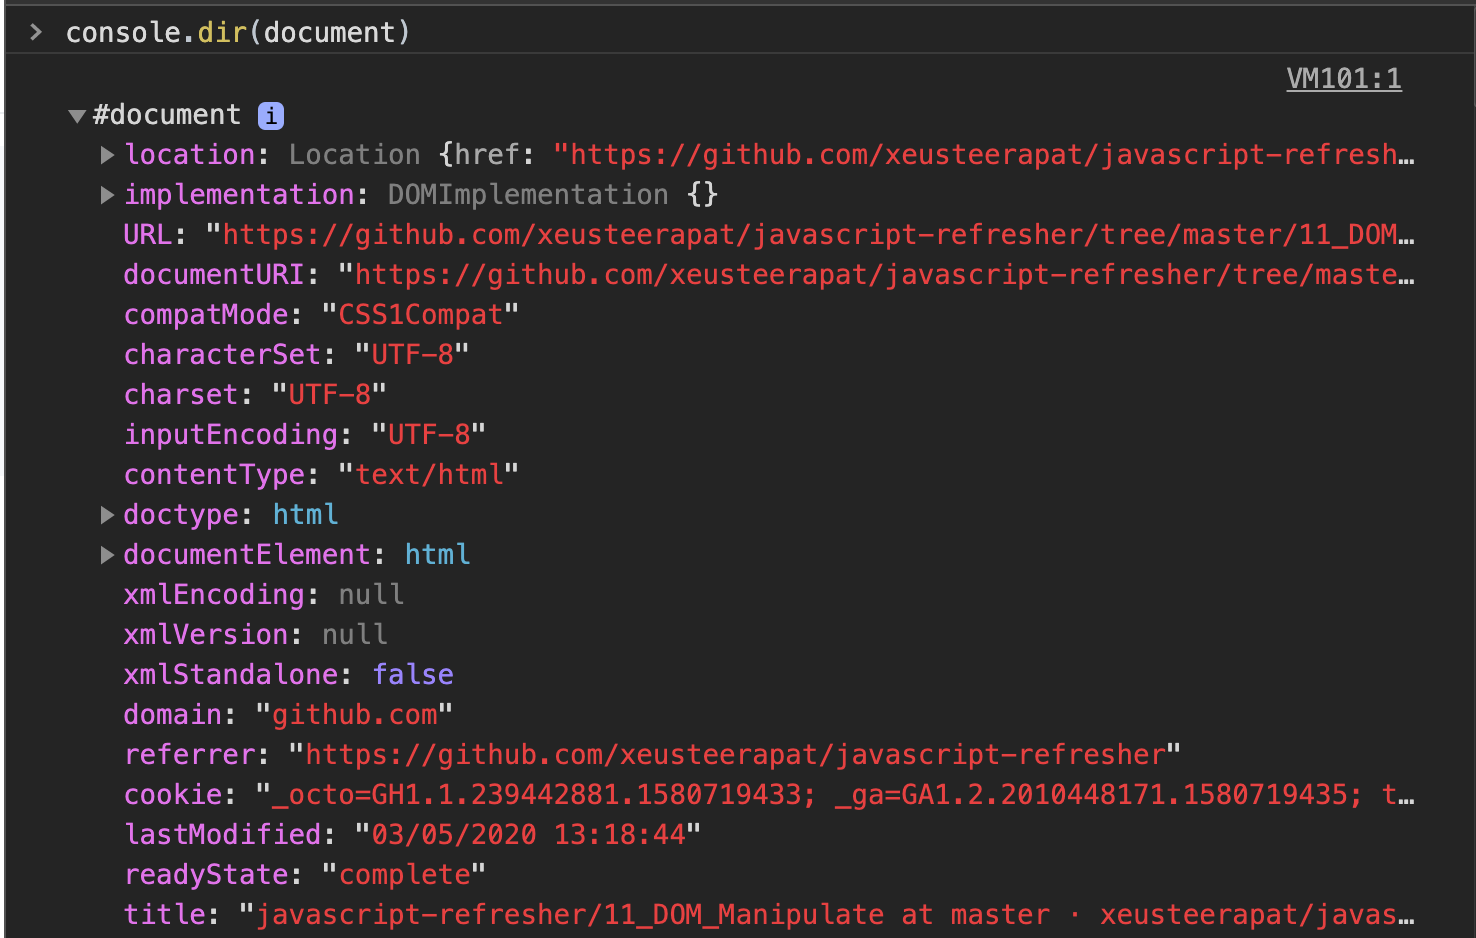 > console.dir(document)
VM101:1
▼#document i
▶location: Location {href: "https://github.com/xeusteerapat/javascript-refresh…
▶implementation: DOMImplementation {}
URL: "https://github.com/xeusteerapat/javascript-refresher/tree/master/11_DOM…
documentURI: "https://github.com/xeusteerapat/javascript-refresher/tree/maste…
compatMode: "CSS1Compat"
characterSet: "UTF-8"
charset: "UTF-8"
inputEncoding: "UTF-8"
contentType: "text/html"
▶doctype: html
▶documentElement: html
xmlEncoding: null
xmlVersion: null
xmlStandalone: false
domain: "github.com"
referrer: "https://github.com/xeusteerapat/javascript-refresher"
cookie: "_octo=GH1.1.239442881.1580719433; _ga=GA1.2.2010448171.1580719435; t…
lastModified: "03/05/2020 13:18:44"
readyState: "complete"
title: "javascript-refresher/11_DOM_Manipulate at master · xeusteerapat/javas…